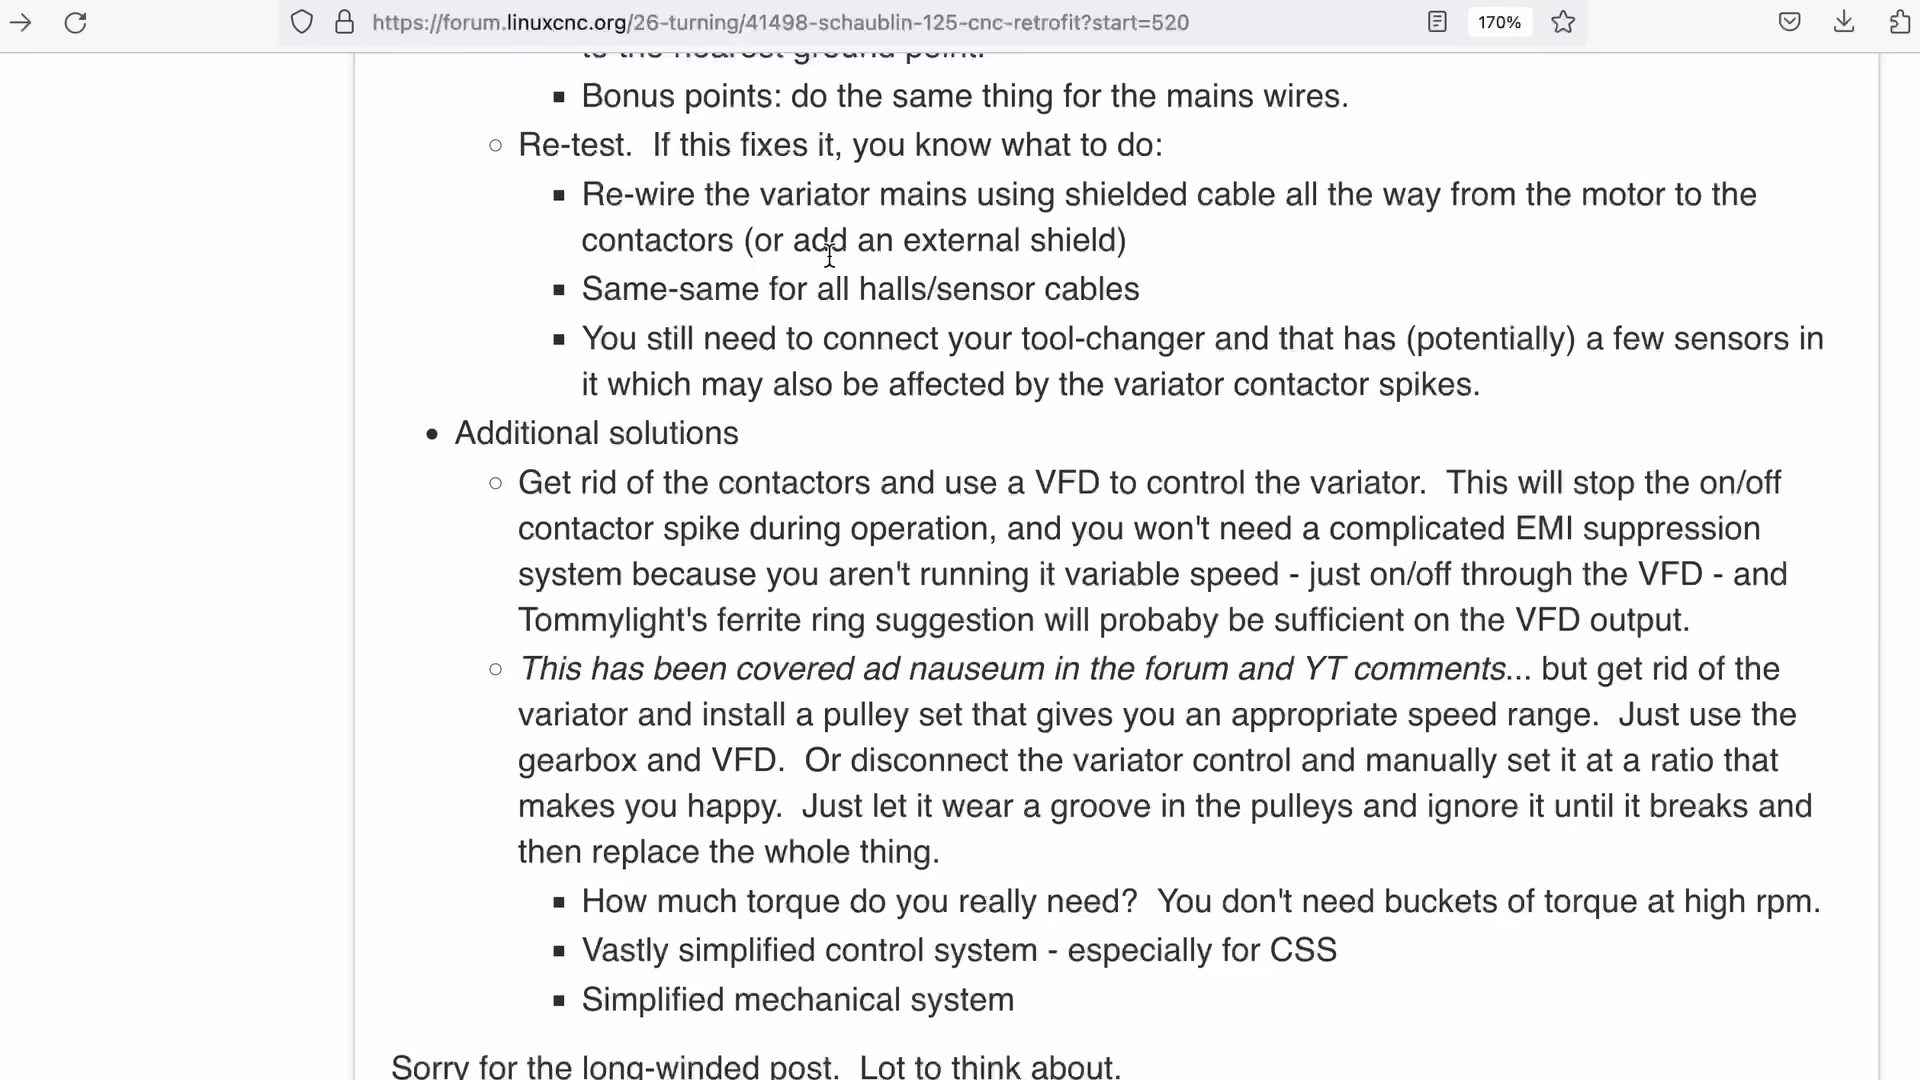 https://forum.linuxcnc.org/26-turning/41498-schaublin-125-cnc-retrofit?start=520
170%
to the nearest ground point.
Bonus points: do the same thing for the mains wires.
Re-test.  If this fixes it, you know what to do:
Re-wire the variator mains using shielded cable all the way from the motor to the
contactors (or add an external shield)
Same-same for all halls/sensor cables
You still need to connect your tool-changer and that has (potentially) a few sensors in
it which may also be affected by the variator contactor spikes.
Additional solutions
Get rid of the contactors and use a VFD to control the variator.  This will stop the on/off
contactor spike during operation, and you won't need a complicated EMI suppression
system because you aren't running it variable speed - just on/off through the VFD - and
Tommylight's ferrite ring suggestion will probaby be sufficient on the VFD output.
This has been covered ad nauseum in the forum and YT comments... but get rid of the
variator and install a pulley set that gives you an appropriate speed range.  Just use the
gearbox and VFD.  Or disconnect the variator control and manually set it at a ratio that
makes you happy.  Just let it wear a groove in the pulleys and ignore it until it breaks and
then replace the whole thing.
How much torque do you really need?  You don't need buckets of torque at high rpm.
Vastly simplified control system - especially for CSS
Simplified mechanical system
Sorry for the long-winded post.  Lot to think about.